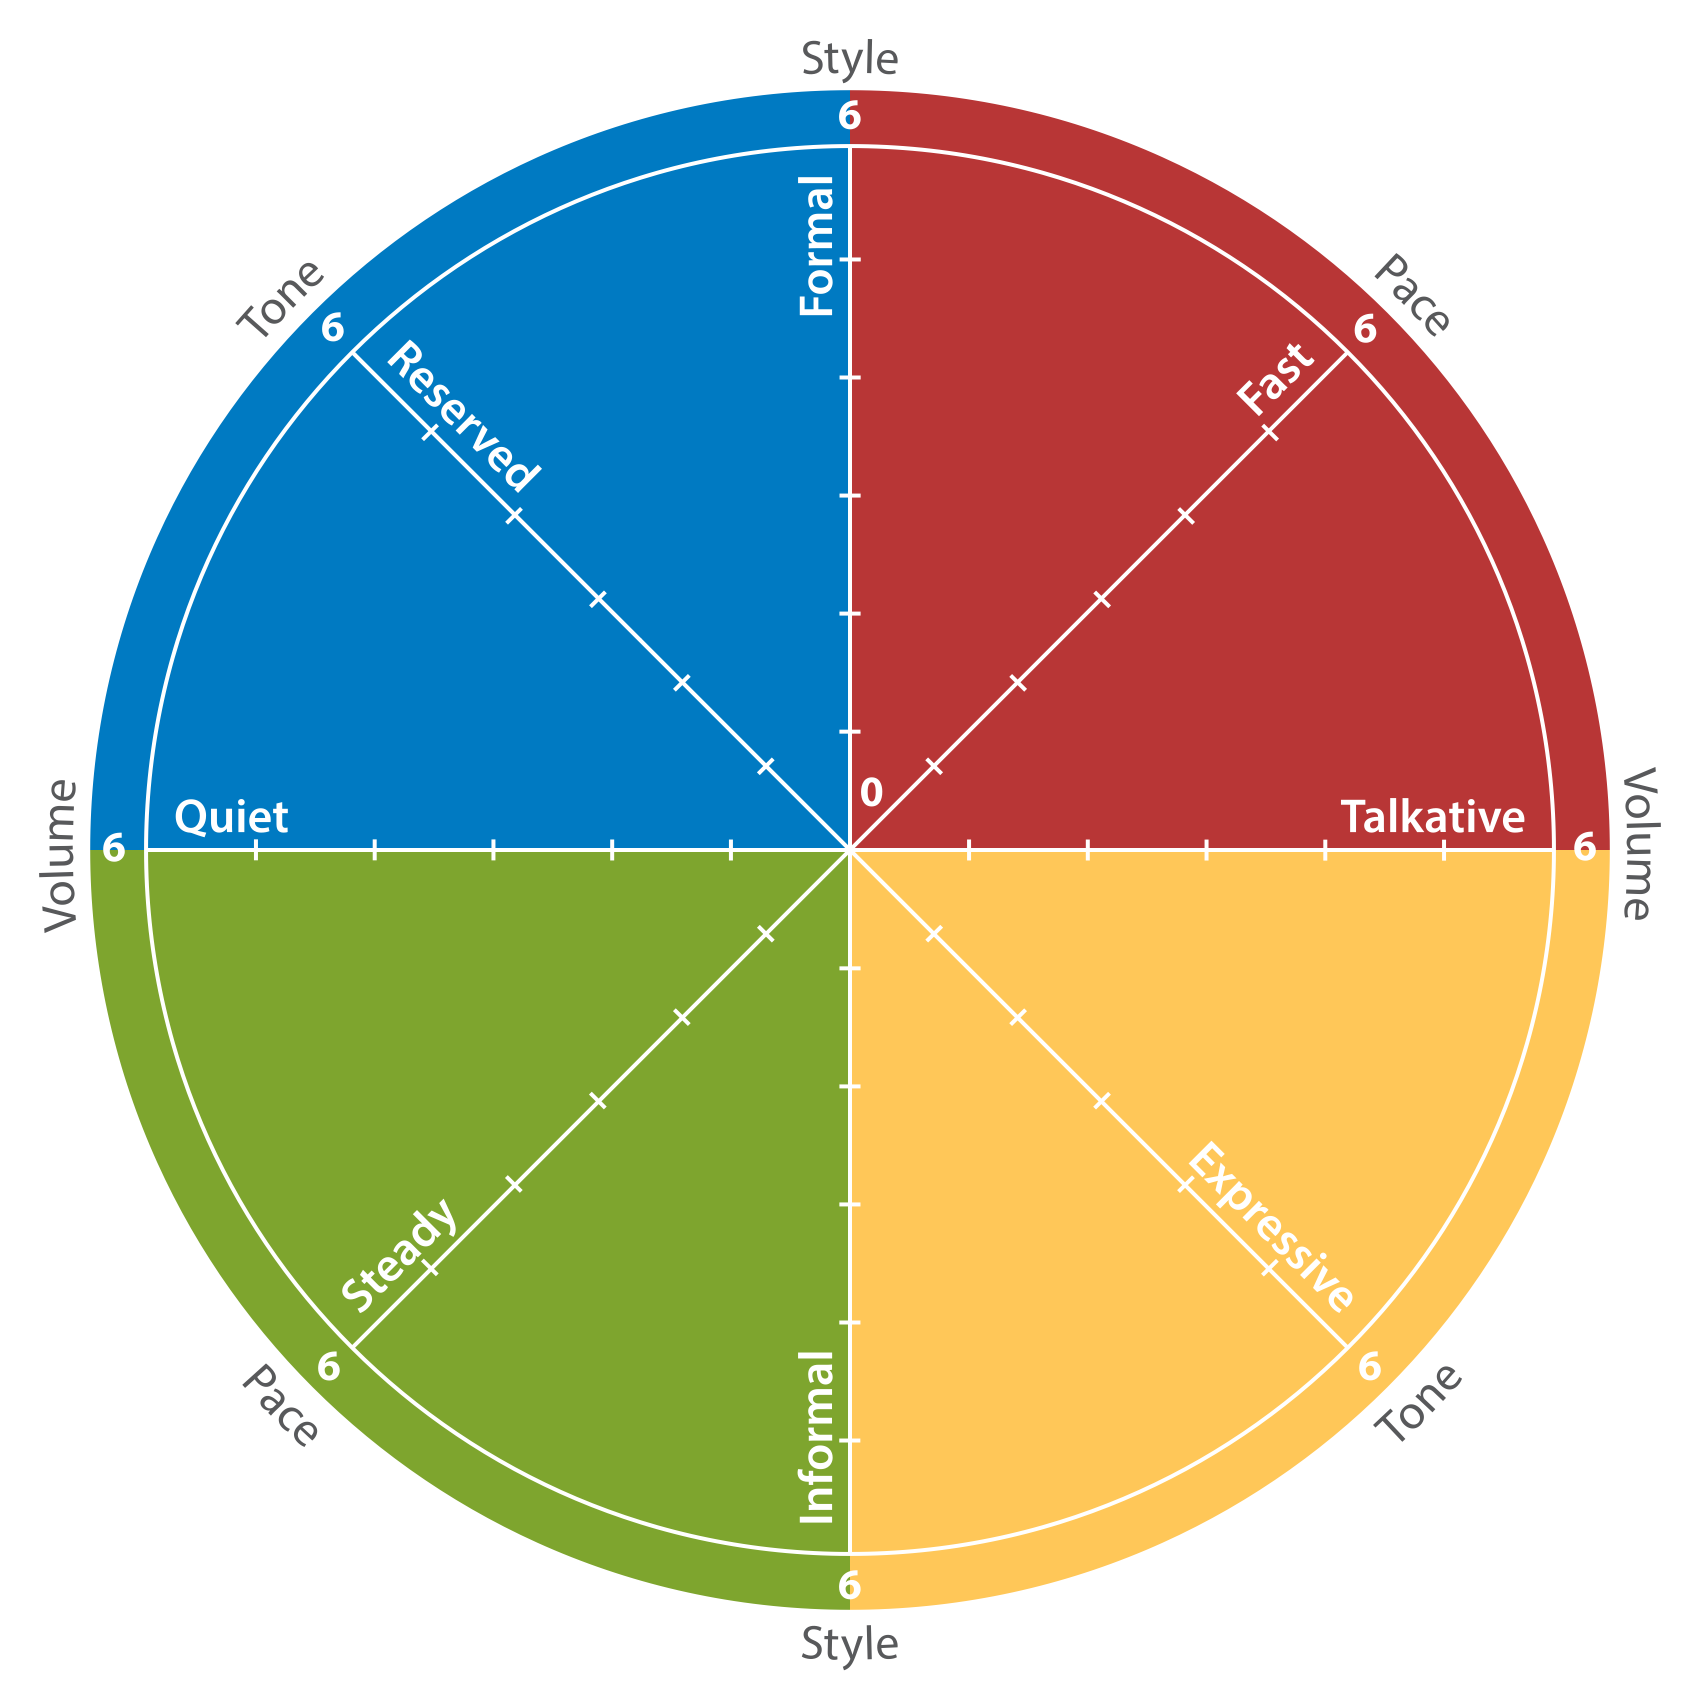 Style
6
Formal
Tone
6
Reserved
Pace
6
Fast
0
Volume
6
Quiet
Talkative
6
Volume
Steady
6
Pace
Expressive
6
Tone
Informal
6
Style